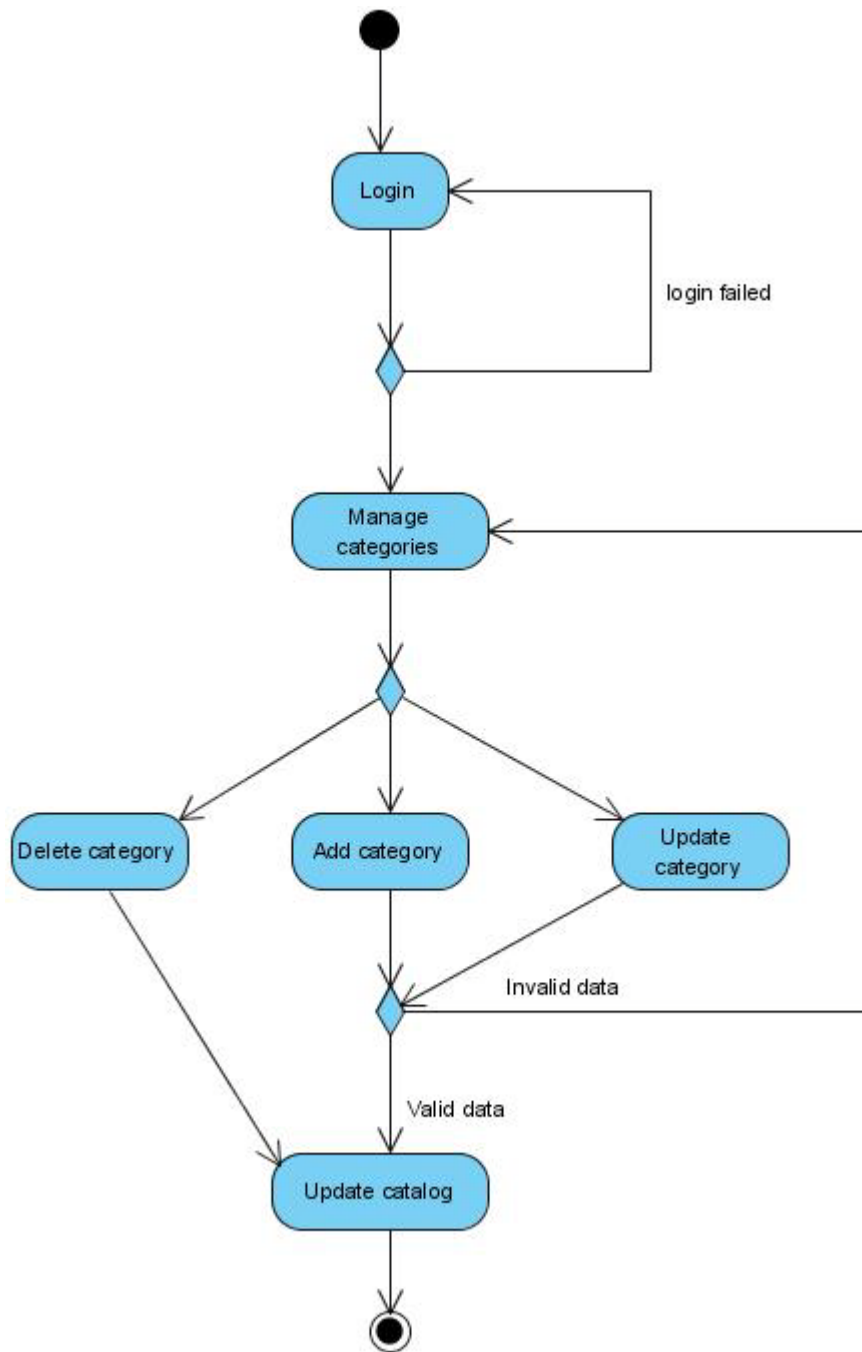 Login
login failed
Manage
categories
Delete category
Add category
Update
category
Invalid data
Valid data
Update catalog